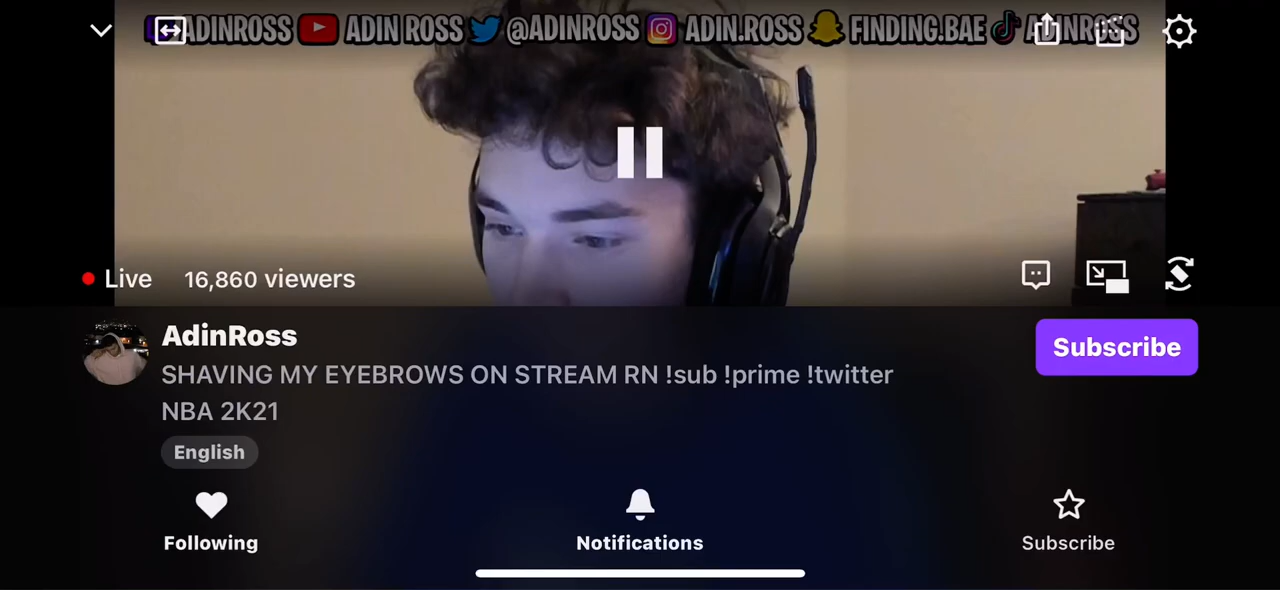 ADINROSS ADIN ROSS @ADINROSS ADIN.ROSS FINDING.BAE ADINROSS
Live 16,860 viewers
AdinRoss
Subscribe
SHAVING MY EYEBROWS ON STREAM RN !sub !prime !twitter
NBA 2K21
English
Following Notifications Subscribe